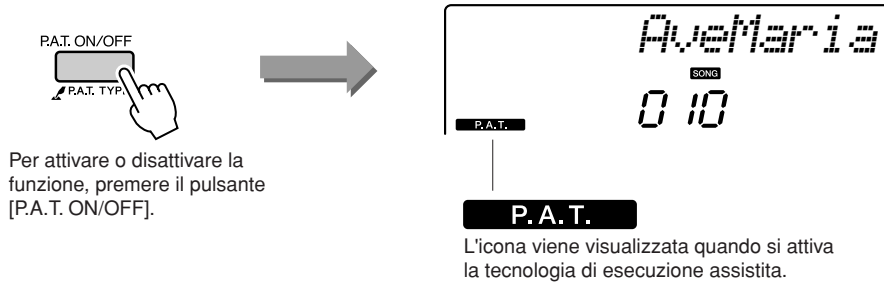 P.A.T. ON/OFF
P.A.T. TYP
Per attivare o disattivare la
funzione, premere il pulsante
[P.A.T. ON/OFF].
AveMaria
SONG
010
P.A.T.
P.A.T.
L'icona viene visualizzata quando si attiva
la tecnologia di esecuzione assistita.